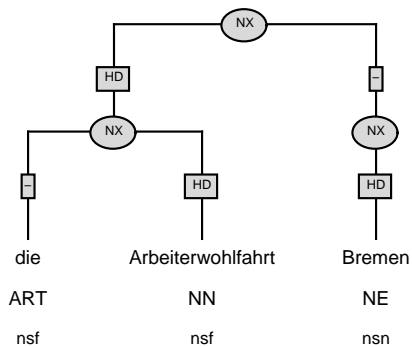 NX
HD –
NX NX
– HD HD
die Arbeiterwohlfahrt Bremen
ART NN NE
nsf nsf nsn